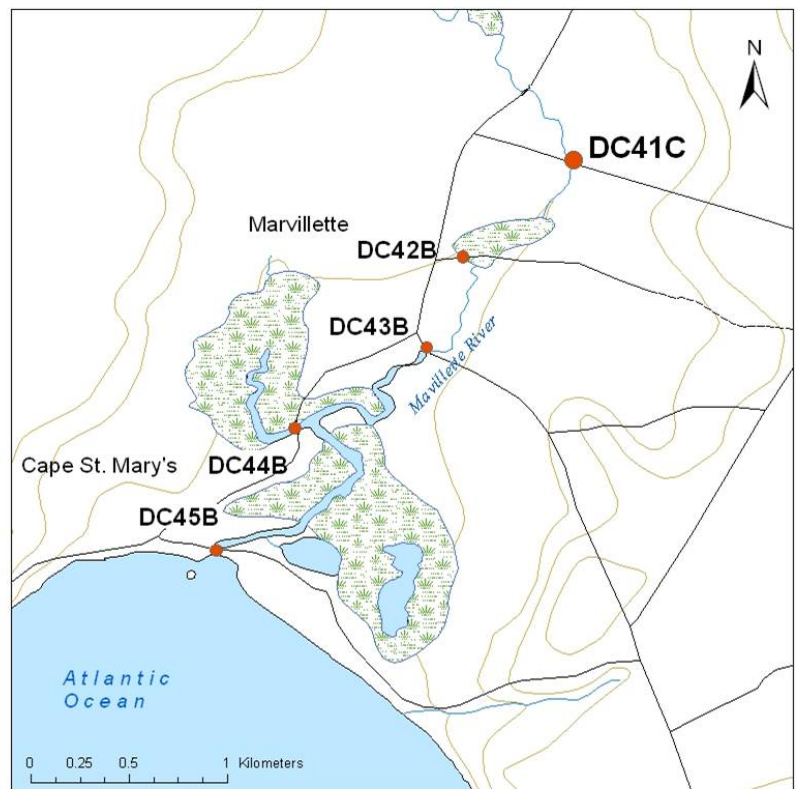 N
DC41C
Marvillette
DC42B
DC43B
Mavillette River
Cape St. Mary's
DC44B
DC45B
Atlantic
Ocean
0 0.25 0.5 1 Kilometers